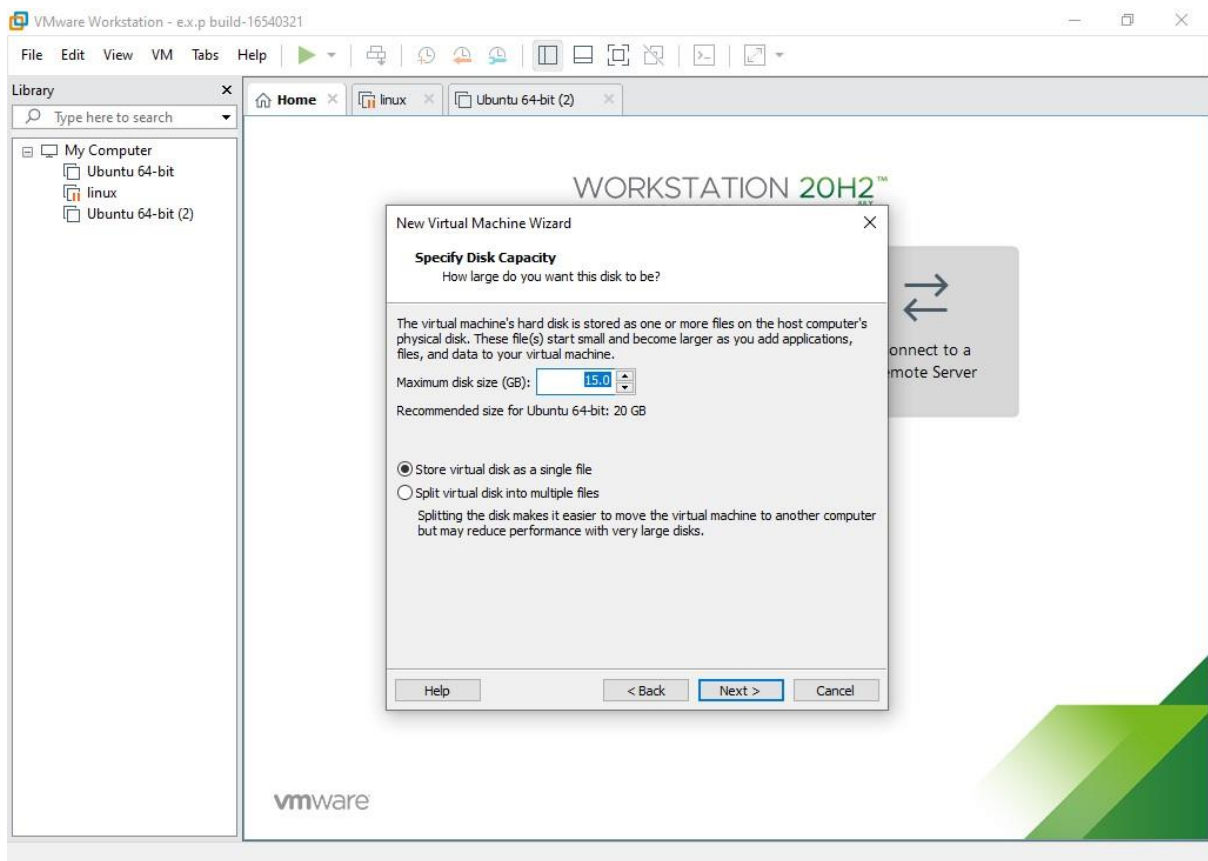 VMware Workstation - e.x.p build-16540321
File Edit View VM Tabs Help
Library
Type here to search
My Computer
Ubuntu 64-bit
linux
Ubuntu 64-bit (2)
Home
linux
Ubuntu 64-bit (2)
WORKSTATION 20H2™
New Virtual Machine Wizard
Specify Disk Capacity
How large do you want this disk to be?
The virtual machine's hard disk is stored as one or more files on the host computer's
physical disk. These file(s) start small and become larger as you add applications,
files, and data to your virtual machine.
Maximum disk size (GB): 15.0
Recommended size for Ubuntu 64-bit: 20 GB
Store virtual disk as a single file
Split virtual disk into multiple files
Splitting the disk makes it easier to move the virtual machine to another computer
but may reduce performance with very large disks.
Help < Back Next > Cancel
onnect to a
mote Server
vmware